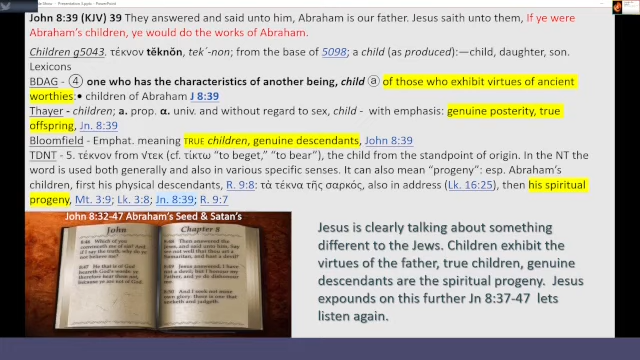 Presentation 3.pptx - PowerPoint
John 8:39 (KJV) 39 They answered and said unto him, Abraham is our father. Jesus saith unto them, If ye were
Abraham's children, ye would do the works of Abraham.
Children g5043. τέκνον tĕknŏn, tek´-non; from the base of 5098; a child (as produced):—child, daughter, son.
Lexicons
BDAG - ④ one who has the characteristics of another being, child ⓐ of those who exhibit virtues of ancient
worthies:• children of Abraham J 8:39
Thayer - children; a. prop. α. univ. and without regard to sex, child - with emphasis: genuine posterity, true
offspring, Jn. 8:39
Bloomfield – Emphat. meaning TRUE children, genuine descendants, John 8:39
TDNT - 5. τέκνον from √τεκ (cf. τίκτω "to beget," "to bear"), the child from the standpoint of origin. In the NT the
word is used both generally and also in various specific senses. It can also mean "progeny": esp. Abraham's
children, first his physical descendants, R. 9:8: τὰ τέκνα τῆς σαρκός, also in address (Lk. 16:25), then his spiritual
progeny, Mt. 3:9; Lk. 3:8; Jn. 8:39; R. 9:7
John 8:32-47 Abraham's Seed & Satan's
John
Chapter 8
Jesus is clearly talking about something
different to the Jews. Children exhibit the
virtues of the father, true children, genuine
descendants are the spiritual progeny. Jesus
expounds on this further Jn 8:37-47 lets
listen again.